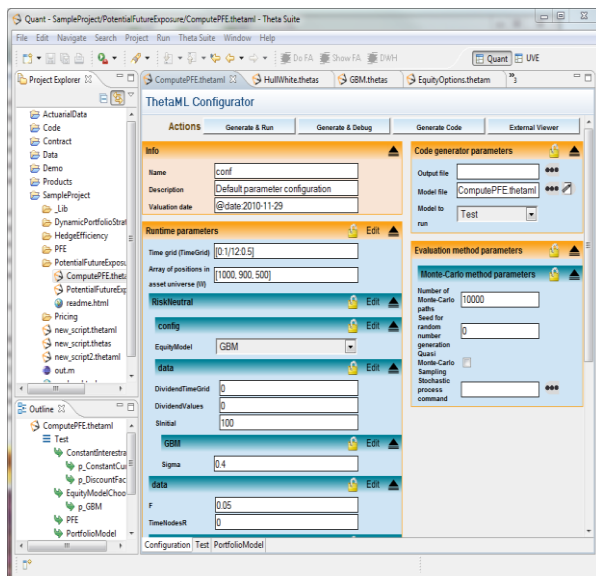 Quant - SampleProject/PotentialFutureExposure/ComputePFE.thetaml - Theta Suite
File Edit Navigate Search Project Run Theta Suite Window Help
Do FA Show FA DWH Quant UVE
Project Explorer
ActuarialData
Code
Contract
Data
Demo
Products
SampleProject
_Lib
DynamicPortfolioStrat
HedgeEfficiency
PFE
PotentialFutureExposu
ComputePFE.theta
PotentialFutureExp
readme.html
Pricing
new_script.thetaml
new_script.thetas
new_script2.thetaml
out.m
Outline
ComputePFE.thetaml
Test
ConstantInterestra
p_ConstantCu
p_DiscountFac
EquityModelChoo
p_GBM
PFE
PortfolioModel
ComputePFE.thetaml HullWhite.thetas GBM.thetas EquityOptions.thetam »3
ThetaML Configurator
Actions Generate & Run Generate & Debug Generate Code External Viewer
Info
Name conf
Description Default parameter configuration
Valuation date @date:2010-11-29
Runtime parameters Edit
Time grid (TimeGrid) [0:1/12:0.5]
Array of positions in
asset universe (W) [1000, 900, 500]
RiskNeutral Edit
config Edit
EquityModel GBM
data Edit
DividendTimeGrid 0
DividendValues 0
SInitial 100
GBM Edit
Sigma 0.4
data Edit
F 0.05
TimeNodesR 0
Code generator parameters
Output file
Model file ComputePFE.thetaml
Model to
run Test
Evaluation method parameters
Monte-Carlo method parameters
Number of
Monte-Carlo
paths 10000
Seed for
random
number
generation 0
Quasi
Monte-Carlo
Sampling
Stochastic
process
command
Configuration Test PortfolioModel